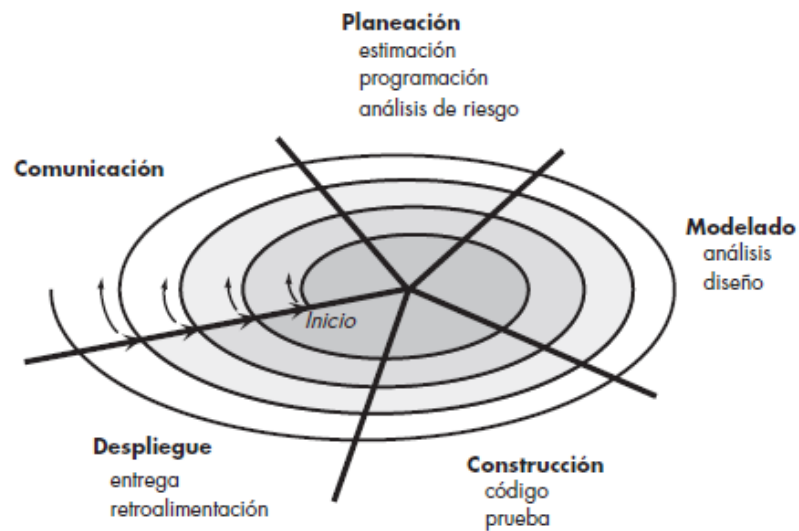 Planeación
estimación
programación
análisis de riesgo
Comunicación
Modelado
análisis
diseño
Inicio
Despliegue
entrega
retroalimentación
Construcción
código
prueba